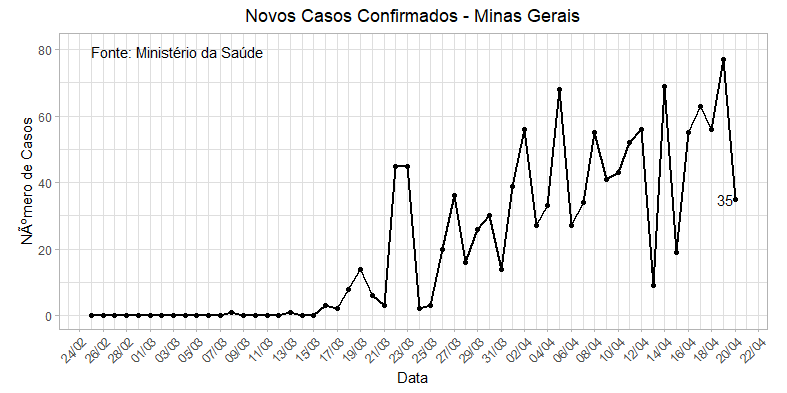 Novos Casos Confirmados - Minas Gerais
Fonte: Ministério da Saúde
80
60
40
20
0
NÃºmero de Casos
35
24/02 26/02 28/02 01/03 03/03 05/03 07/03 09/03 11/03 13/03 15/03 17/03 19/03 21/03 23/03 25/03 27/03 29/03 31/03 02/04 04/04 06/04 08/04 10/04 12/04 14/04 16/04 18/04 20/04 22/04
Data